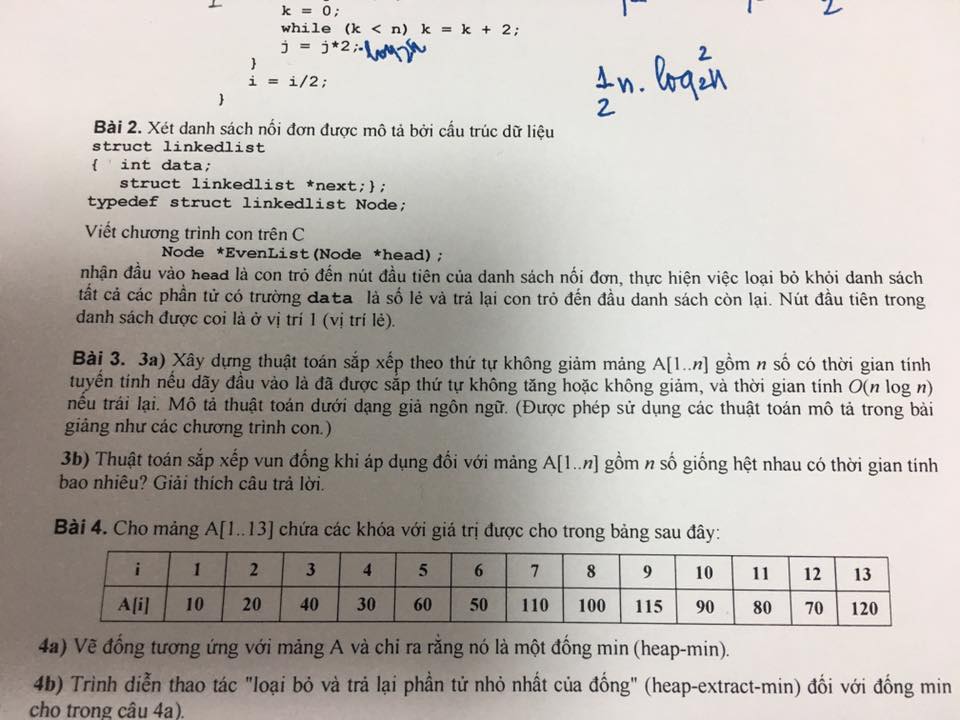 k = 0;
while (k < n) k = k + 2;
j = j*2;
}
i = i/2;
}
1/2 n. log₂²n
Bài 2. Xét danh sách nối đơn được mô tả bởi cấu trúc dữ liệu
struct linkedlist
{ int data;
struct linkedlist *next;};
typedef struct linkedlist Node;
Viết chương trình con trên C
Node *EvenList(Node *head);
nhận đầu vào head là con trỏ đến nút đầu tiên của danh sách nối đơn, thực hiện việc loại bỏ khỏi danh sách
tất cả các phần tử có trường data là số lẻ và trả lại con trỏ đến đầu danh sách còn lại. Nút đầu tiên trong
danh sách được coi là ở vị trí 1 (vị trí lẻ).
Bài 3. 3a) Xây dựng thuật toán sắp xếp theo thứ tự không giảm mảng A[1..n] gồm n số có thời gian tính
tuyến tính nếu dãy đầu vào là đã được sắp thứ tự không tăng hoặc không giảm, và thời gian tính O(n log n)
nếu trái lại. Mô tả thuật toán dưới dạng giả ngôn ngữ. (Được phép sử dụng các thuật toán mô tả trong bài
giảng như các chương trình con.)
3b) Thuật toán sắp xếp vun đống khi áp dụng đối với mảng A[1..n] gồm n số giống hệt nhau có thời gian tính
bao nhiêu? Giải thích câu trả lời.
Bài 4. Cho mảng A[1..13] chứa các khóa với giá trị được cho trong bảng sau đây:
i 1 2 3 4 5 6 7 8 9 10 11 12 13
A[i] 10 20 40 30 60 50 110 100 115 90 80 70 120
4a) Vẽ đống tương ứng với mảng A và chỉ ra rằng nó là một đống min (heap-min).
4b) Trình diễn thao tác "loại bỏ và trả lại phần tử nhỏ nhất của đống" (heap-extract-min) đối với đống min
cho trong câu 4a).